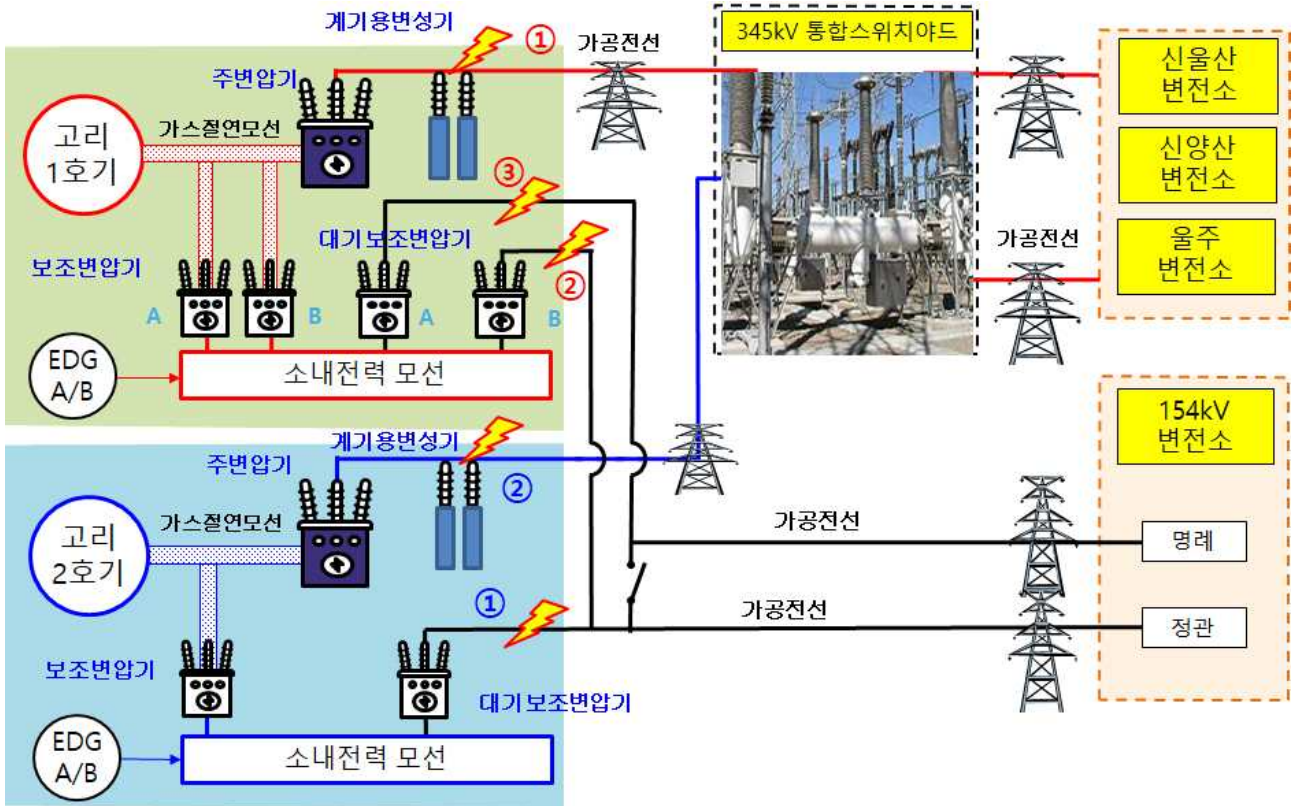 계기용변성기
①
가공전선
345kV 통합스위치야드
신울산
변전소
주변압기
고리
1호기
가스절연모선
신양산
변전소
③
대기 보조변압기
가공전선
울주
변전소
보조변압기
②
A
B
A
B
EDG
A/B
소내전력 모선
154kV
변전소
계기용변성기
주변압기
②
고리
2호기
가스절연모선
가공전선
명례
①
가공전선
정관
보조변압기
대기 보조변압기
EDG
A/B
소내전력 모선